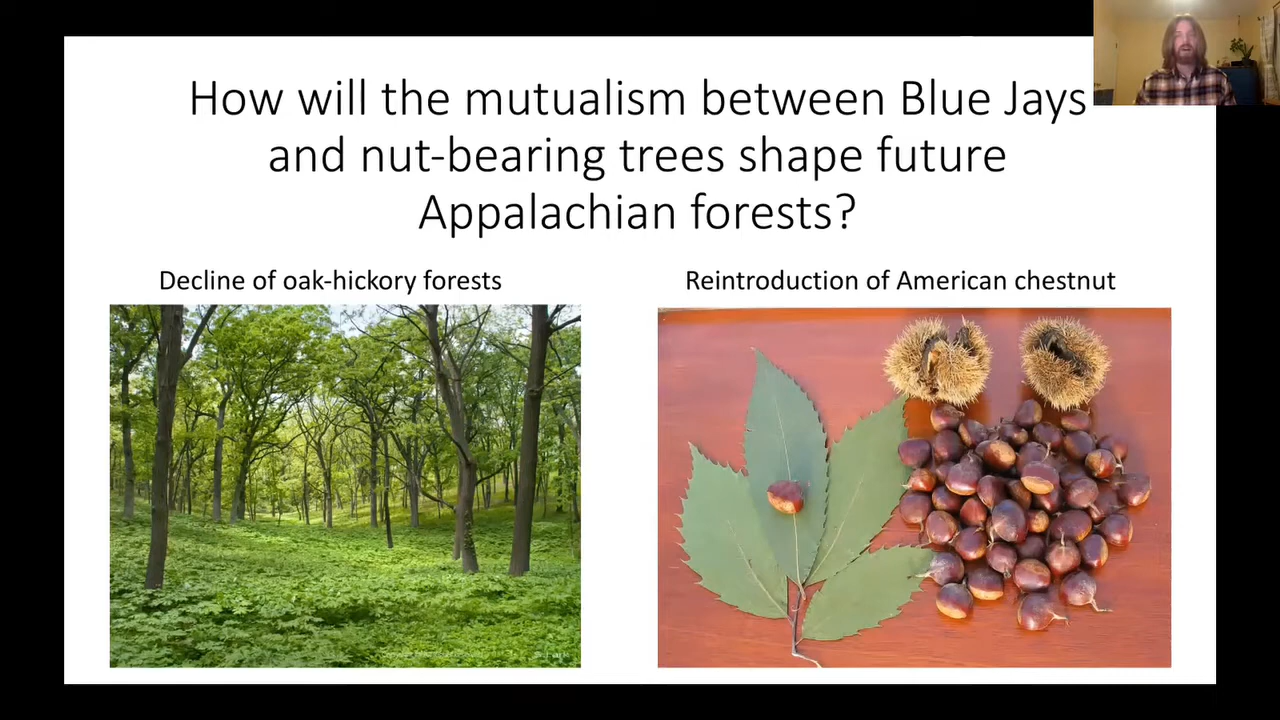 How will the mutualism between Blue Jays
and nut-bearing trees shape future
Appalachian forests?
Decline of oak-hickory forests
Reintroduction of American chestnut